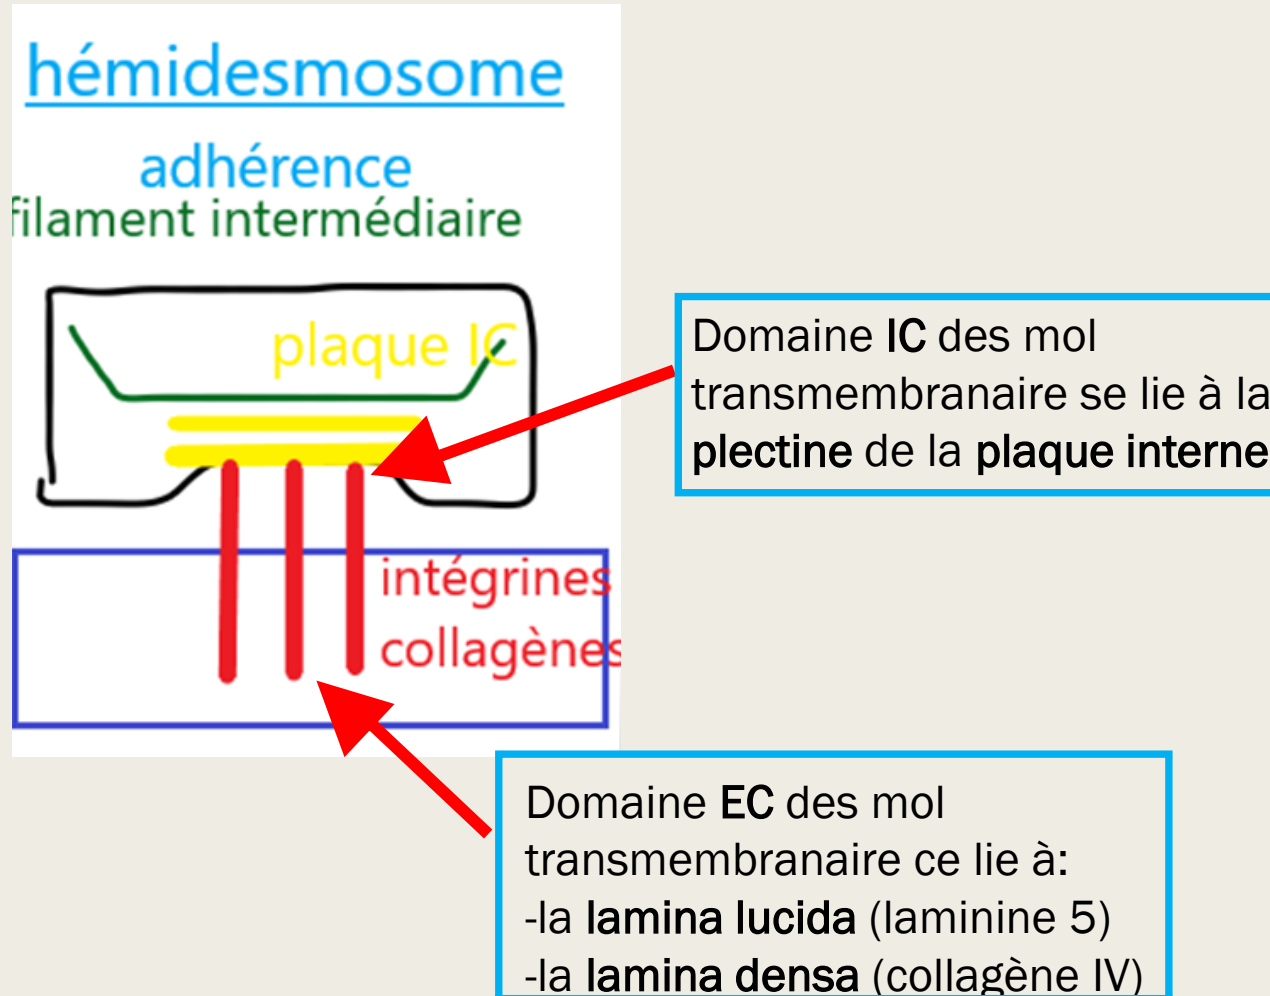 hémidesmosome
adhérence
filament intermédiaire
plaque IC
Domaine IC des mol
transmembranaire se lie à la
plectine de la plaque interne
intégrines
collagènes
Domaine EC des mol
transmembranaire ce lie à:
-la lamina lucida (laminine 5)
-la lamina densa (collagène IV)